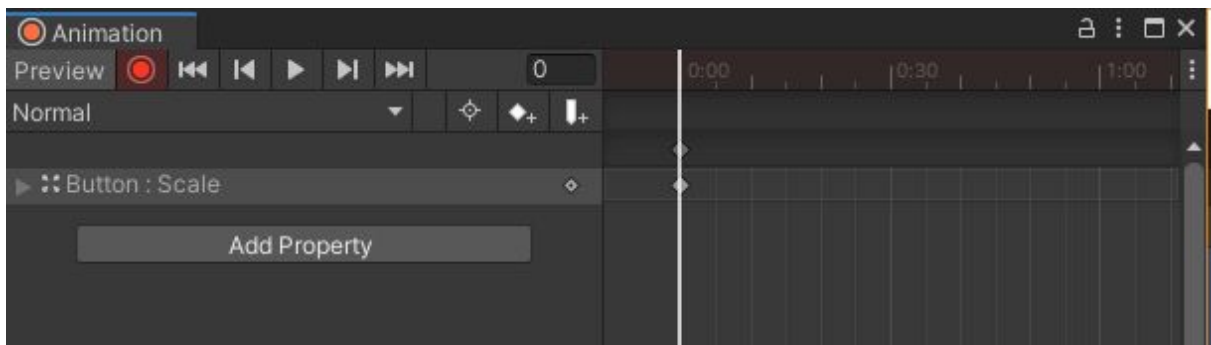 Animation
Preview 0 0:00 0:30 1:00
Normal
Button : Scale
Add Property